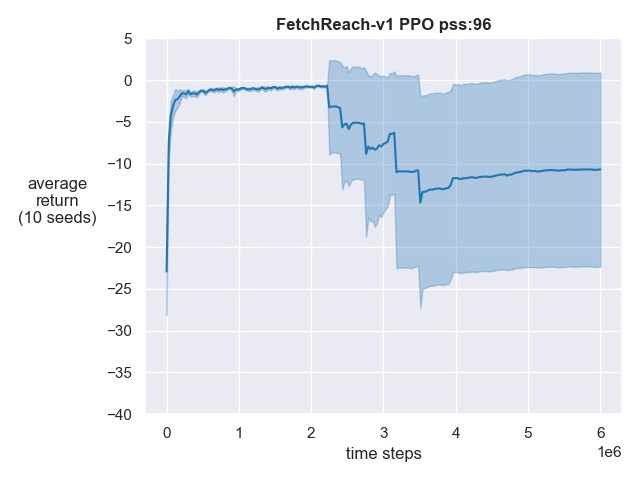 FetchReach-v1 PPO pss:96
5
0
−5
−10
−15
−20
−25
−30
−35
−40
average
return
(10 seeds)
0 1 2 3 4 5 6
1e6
time steps